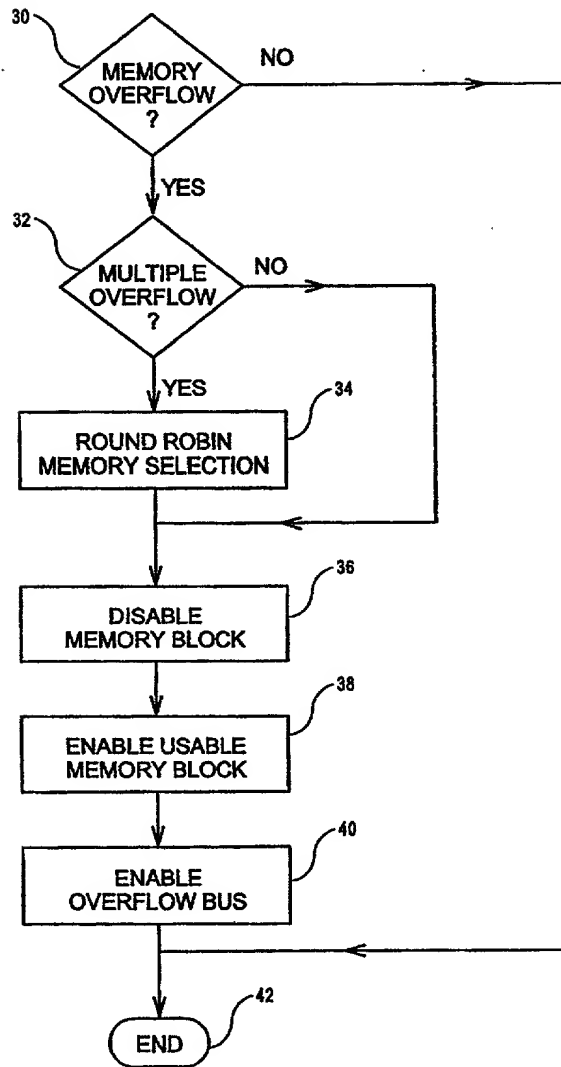 30
MEMORY
OVERFLOW
?
NO
YES
32
MULTIPLE
OVERFLOW
?
NO
YES
34
ROUND ROBIN
MEMORY SELECTION
36
DISABLE
MEMORY BLOCK
38
ENABLE USABLE
MEMORY BLOCK
40
ENABLE
OVERFLOW BUS
42
END